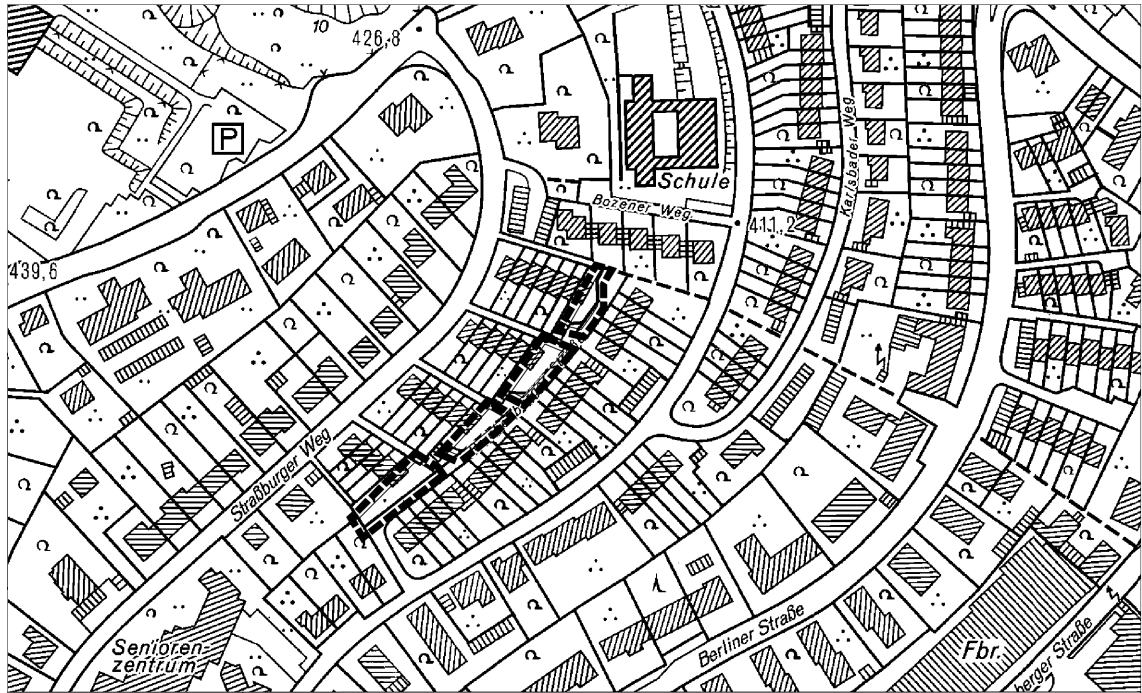 10
426,8
P
Schule
Karlsbader Weg
Bozener Weg
411,2
439,6
Straßburger Weg
Senioren-
zentrum
Berliner Straße
Fbr.
berger Straße